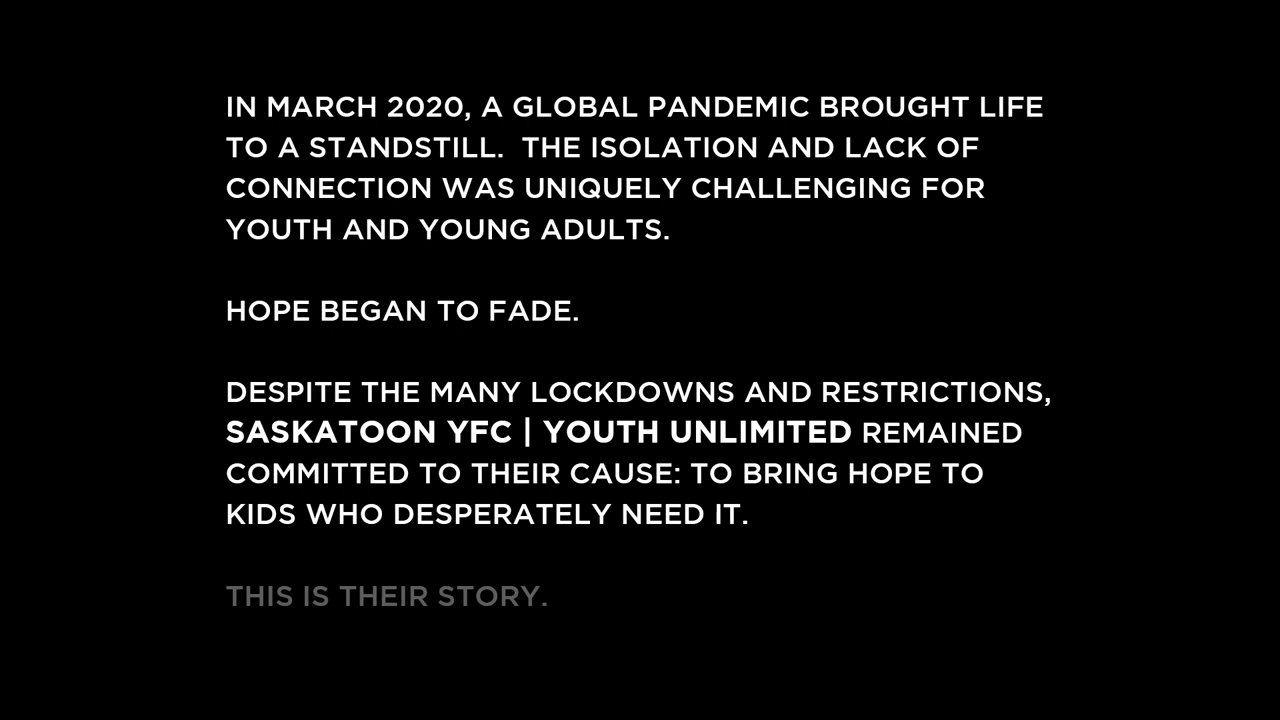 IN MARCH 2020, A GLOBAL PANDEMIC BROUGHT LIFE
TO A STANDSTILL.  THE ISOLATION AND LACK OF
CONNECTION WAS UNIQUELY CHALLENGING FOR
YOUTH AND YOUNG ADULTS.
HOPE BEGAN TO FADE.
DESPITE THE MANY LOCKDOWNS AND RESTRICTIONS,
SASKATOON YFC | YOUTH UNLIMITED REMAINED
COMMITTED TO THEIR CAUSE: TO BRING HOPE TO
KIDS WHO DESPERATELY NEED IT.
THIS IS THEIR STORY.